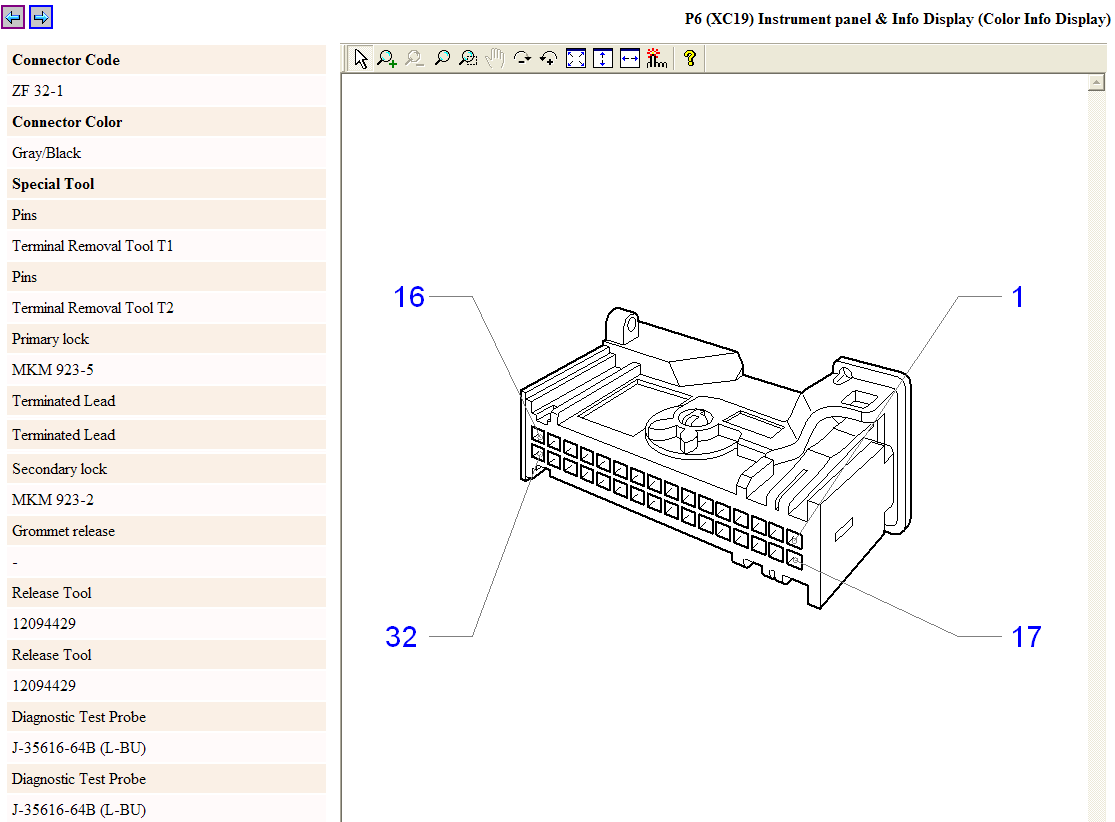 P6 (XC19) Instrument panel & Info Display (Color Info Display)
Connector Code
ZF 32-1
Connector Color
Gray/Black
Special Tool
Pins
Terminal Removal Tool T1
Pins
Terminal Removal Tool T2
Primary lock
MKM 923-5
Terminated Lead
Terminated Lead
Secondary lock
MKM 923-2
Grommet release
-
Release Tool
12094429
Release Tool
12094429
Diagnostic Test Probe
J-35616-64B (L-BU)
Diagnostic Test Probe
J-35616-64B (L-BU)
16
1
32
17